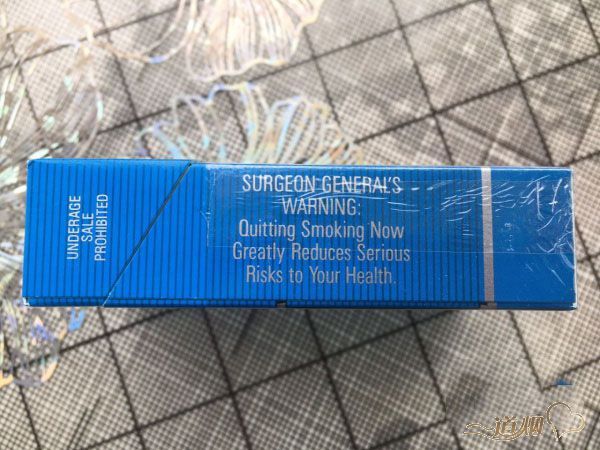 UNDERAGE
SALE
PROHIBITED
SURGEON GENERAL'S
WARNING:
Quitting Smoking Now
Greatly Reduces Serious
Risks to Your Health.